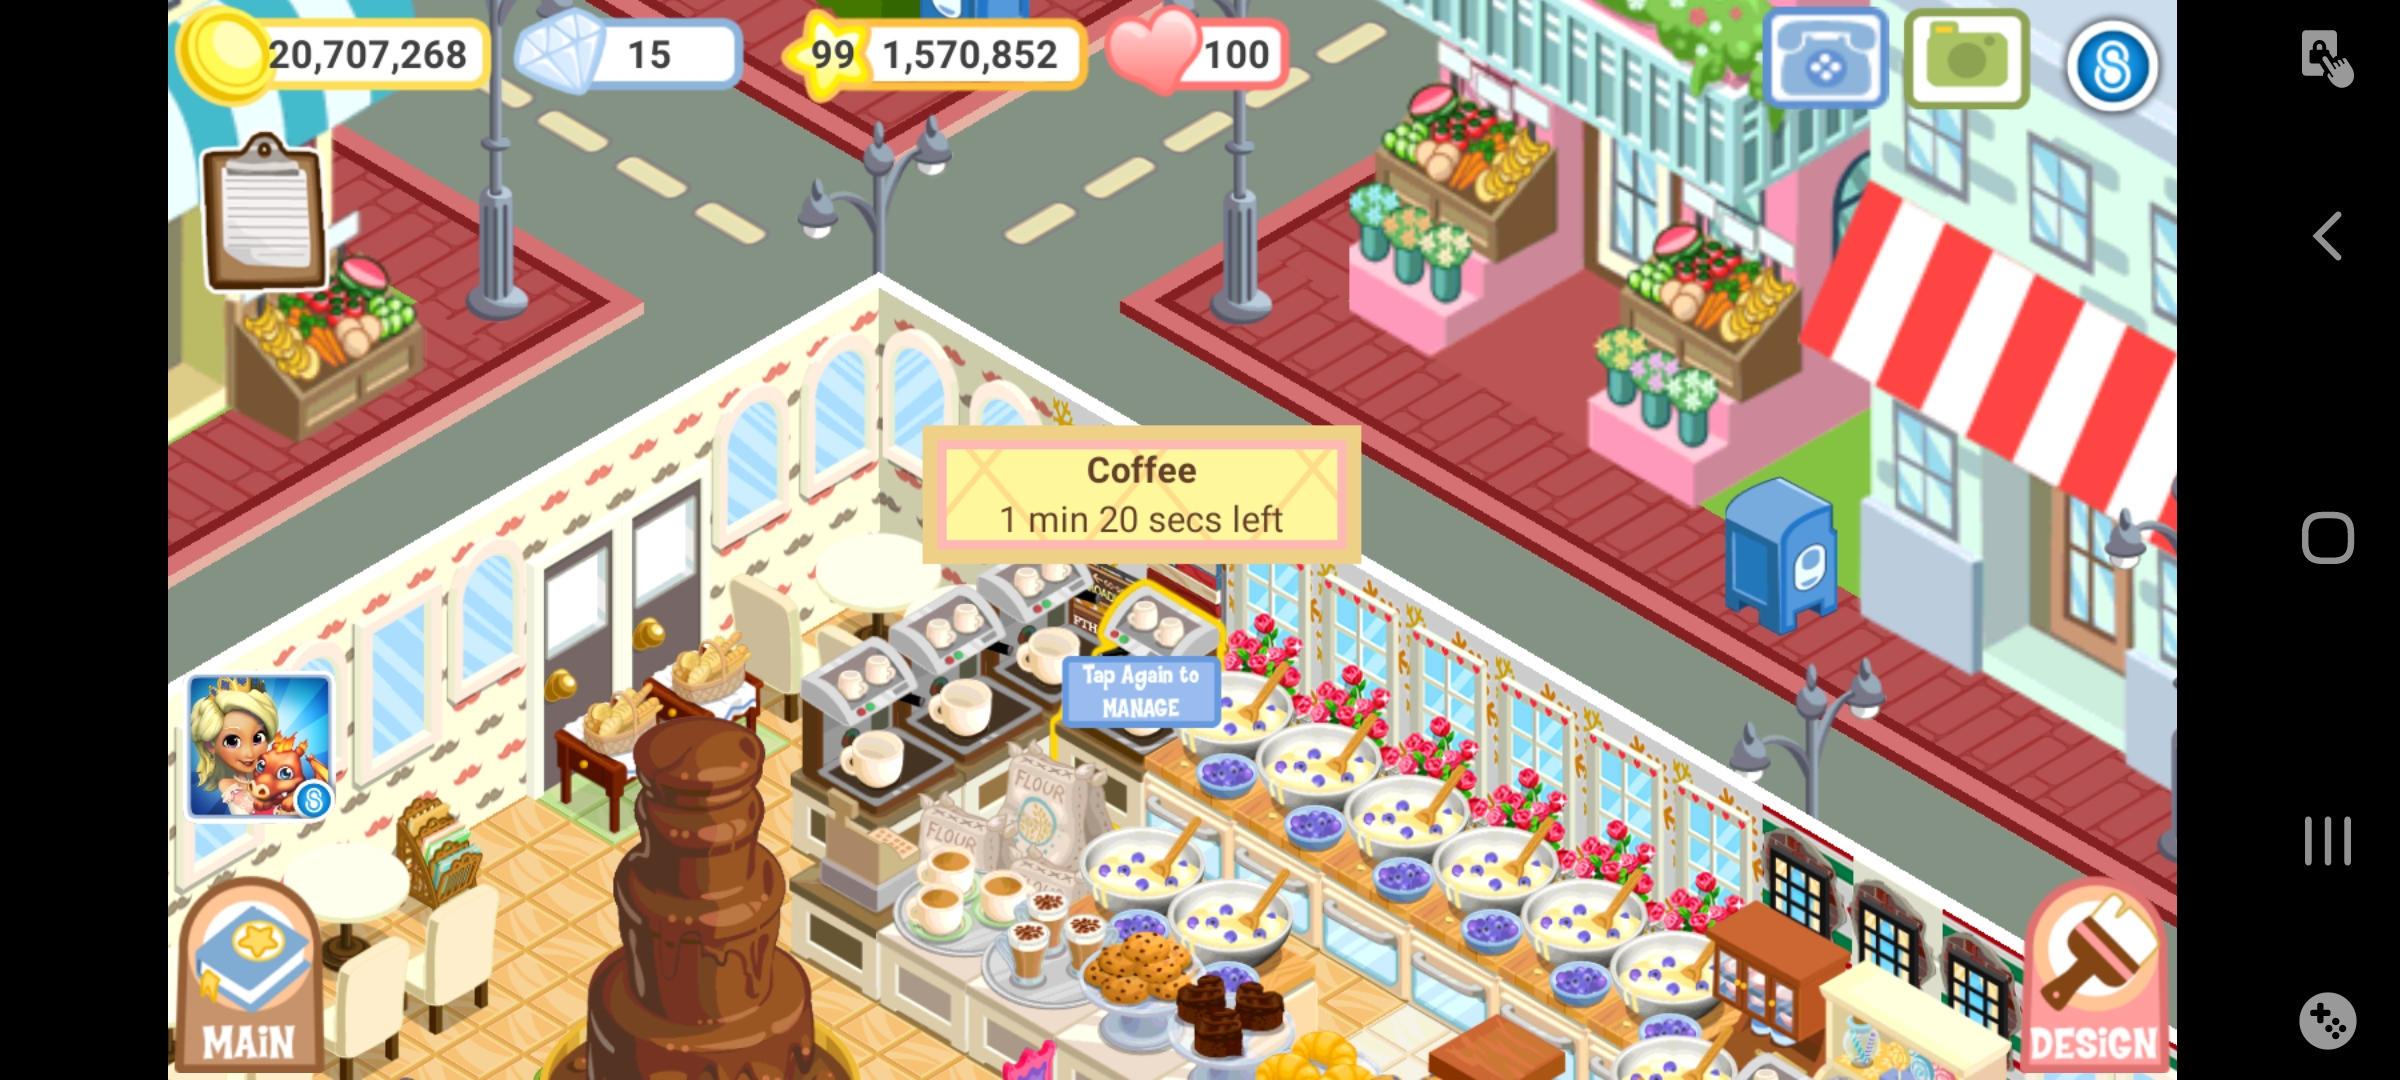 20,707,268
15
99
1,570,852
100
Coffee
1 min 20 secs left
Tap Again to
MANAGE
FLOUR
FLOUR
MAiN
DESiGN